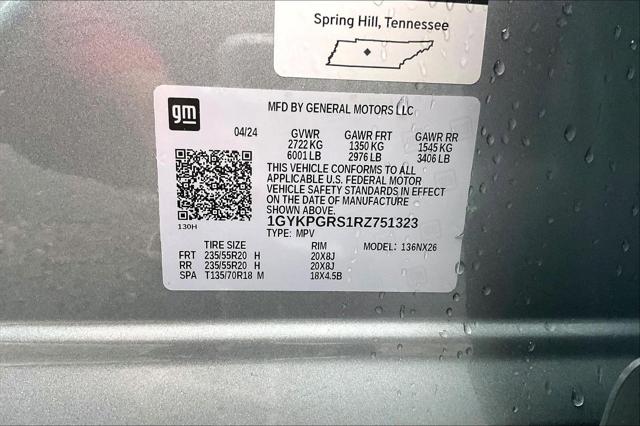 Spring Hill, Tennessee
gm
MFD BY GENERAL MOTORS LLC
04/24 GVWR GAWR FRT GAWR RR
2722 KG 1350 KG 1545 KG
6001 LB 2976 LB 3406 LB
THIS VEHICLE CONFORMS TO ALL
APPLICABLE U.S. FEDERAL MOTOR
VEHICLE SAFETY STANDARDS IN EFFECT
ON THE DATE OF MANUFACTURE
SHOWN ABOVE.
1GYKPGRS1RZ751323
130H
TYPE: MPV
TIRE SIZE RIM MODEL: 136NX26
FRT 235/55R20 H 20X8J
RR 235/55R20 H 20X8J
SPA T135/70R18 M 18X4.5B